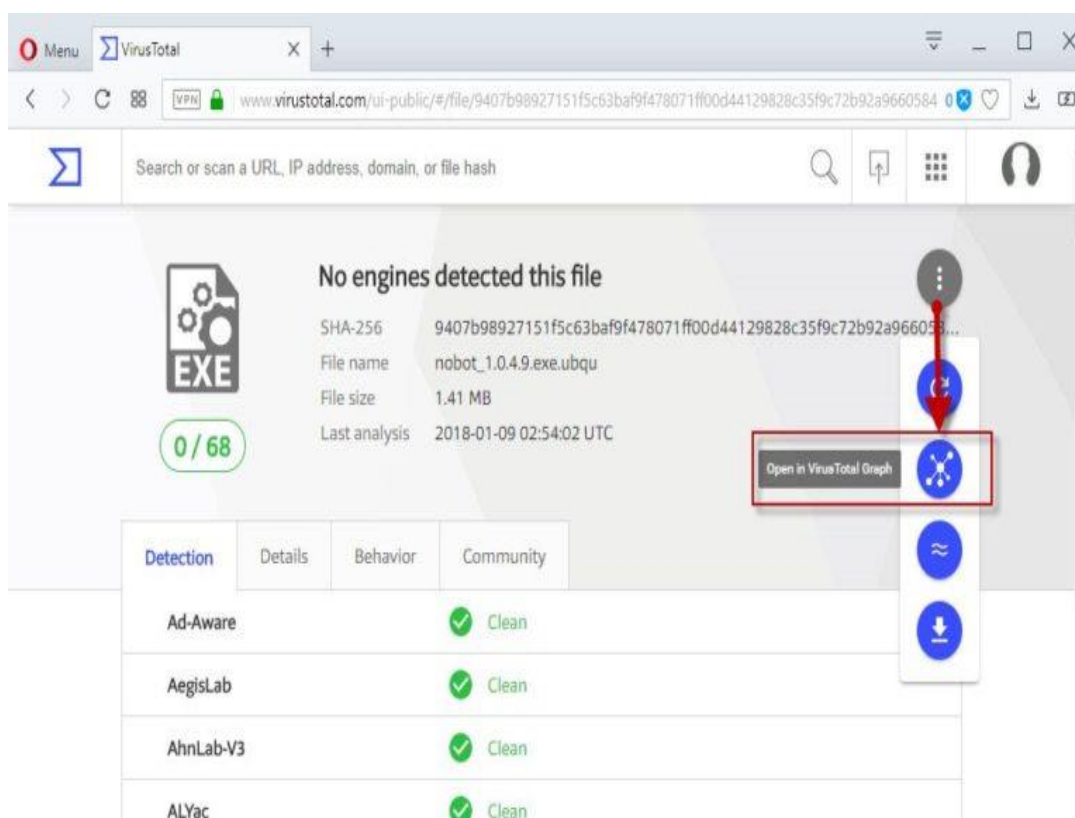 Menu VirusTotal
VPN www.virustotal.com/ui-public/#/file/9407b98927151f5c63baf9f478071ff00d44129828c35f9c72b92a9660584 0
Search or scan a URL, IP address, domain, or file hash
No engines detected this file
SHA-256 9407b98927151f5c63baf9f478071ff00d44129828c35f9c72b92a966058...
EXE
File name nobot_1.0.4.9.exe.ubqu
File size 1.41 MB
0 / 68
Last analysis 2018-01-09 02:54:02 UTC
Open in VirusTotal Graph
Detection Details Behavior Community
Ad-Aware Clean
AegisLab Clean
AhnLab-V3 Clean
ALYac Clean